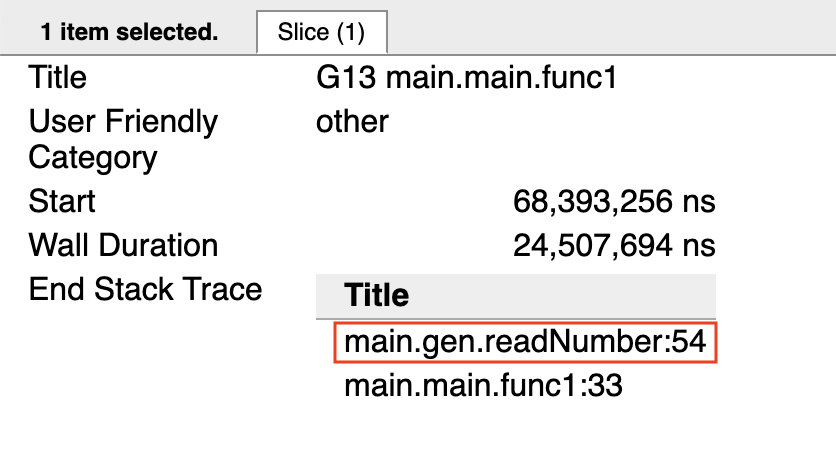 1 item selected. Slice (1)
Title G13 main.main.func1
User Friendly other
Category
Start 68,393,256 ns
Wall Duration 24,507,694 ns
End Stack Trace Title
main.gen.readNumber:54
main.main.func1:33